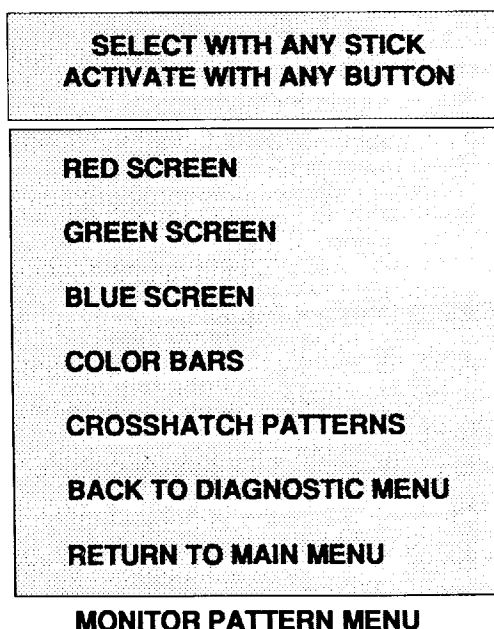 SELECT WITH ANY STICK
ACTIVATE WITH ANY BUTTON
RED SCREEN
GREEN SCREEN
BLUE SCREEN
COLOR BARS
CROSSHATCH PATTERNS
BACK TO DIAGNOSTIC MENU
RETURN TO MAIN MENU
MONITOR PATTERN MENU